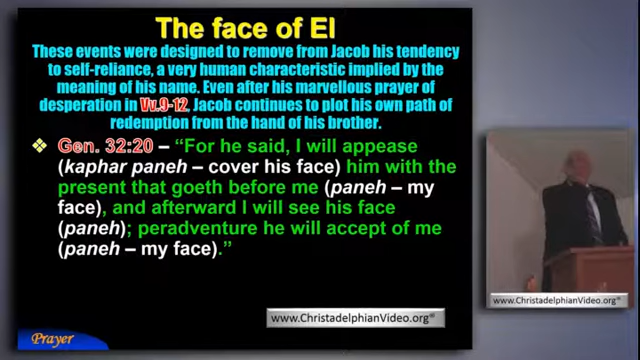 The face of El
These events were designed to remove from Jacob his tendency
to self-reliance, a very human characteristic implied by the
meaning of his name. Even after his marvellous prayer of
desperation in Vv.9-12, Jacob continues to plot his own path of
redemption from the hand of his brother.
❖ Gen. 32:20 – “For he said, I will appease
(kaphar paneh – cover his face) him with the
present that goeth before me (paneh – my
face), and afterward I will see his face
(paneh); peradventure he will accept of me
(paneh – my face).”
www.ChristadelphianVideo.org
www.ChristadelphianVideo.org
Prayer